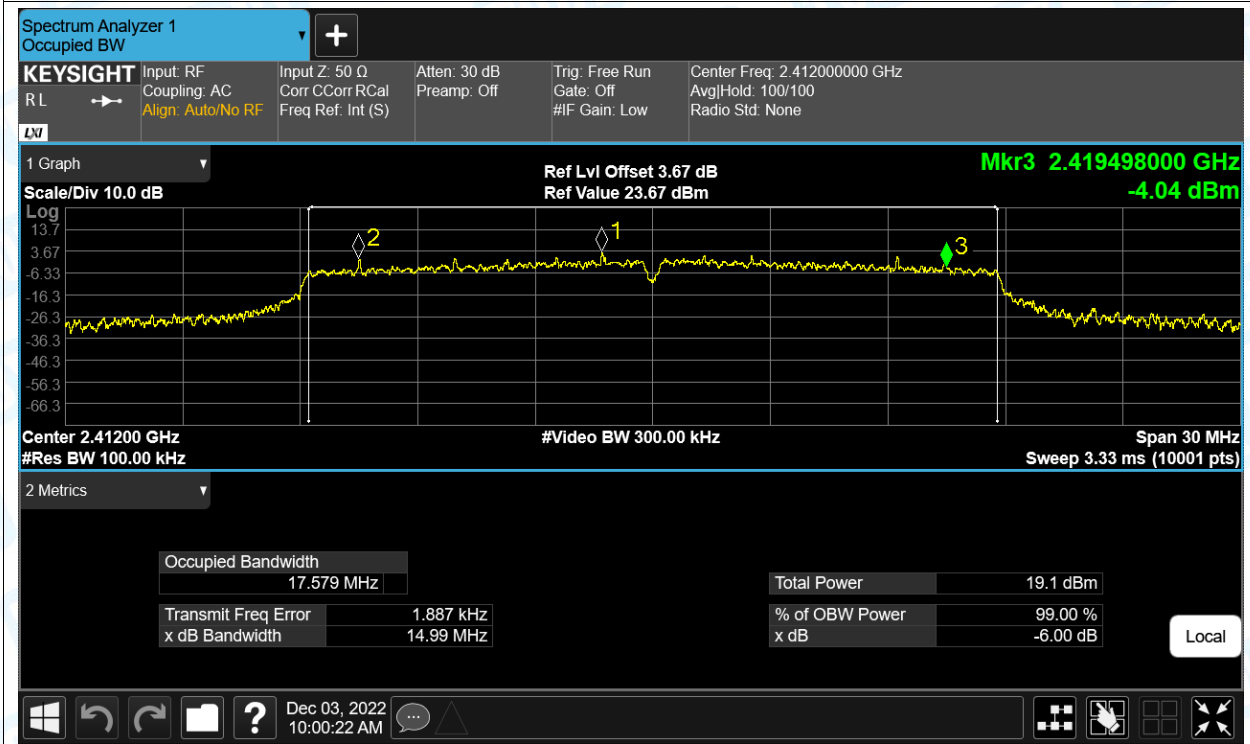 Spectrum Analyzer 1
Occupied BW
KEYSIGHT
R L
LXI
Input: RF
Coupling: AC
Align: Auto/No RF
Input Z: 50 Ω
Corr CCorr RCal
Freq Ref: Int (S)
Atten: 30 dB
Preamp: Off
Trig: Free Run
Gate: Off
#IF Gain: Low
Center Freq: 2.412000000 GHz
Avg|Hold: 100/100
Radio Std: None
1 Graph
Scale/Div 10.0 dB
Ref Lvl Offset 3.67 dB
Ref Value 23.67 dBm
Mkr3 2.419498000 GHz
-4.04 dBm
Log
13.7
3.67
-6.33
-16.3
-26.3
-36.3
-46.3
-56.3
-66.3
2
1
3
Center 2.41200 GHz
#Video BW 300.00 kHz
Span 30 MHz
#Res BW 100.00 kHz
Sweep 3.33 ms (10001 pts)
2 Metrics
Occupied Bandwidth
17.579 MHz
Total Power 19.1 dBm
Transmit Freq Error 1.887 kHz
% of OBW Power 99.00 %
x dB Bandwidth 14.99 MHz
x dB -6.00 dB
Local
?
Dec 03, 2022
10:00:22 AM